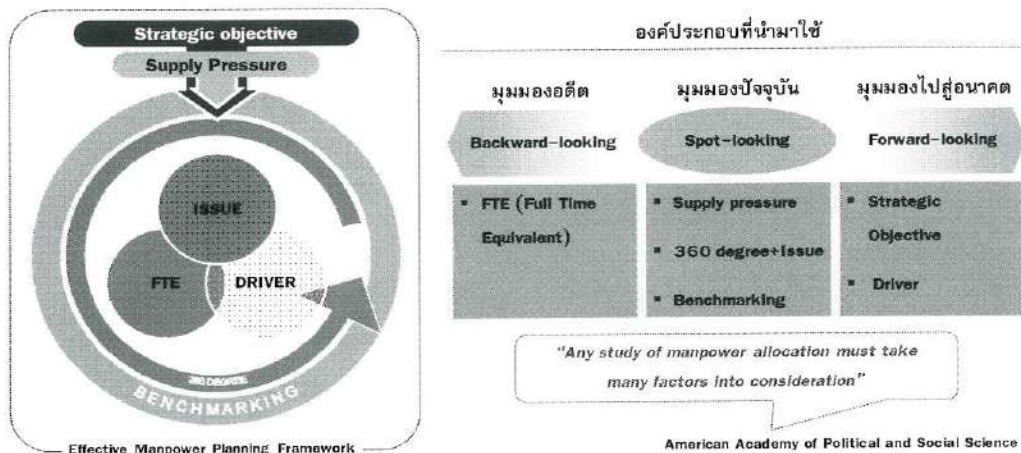 Strategic objective
Supply Pressure
ISSUE
FTE
DRIVER
360 DEGREE
BENCHMARKING
Effective Manpower Planning Framework
องค์ประกอบที่นำมาใช้
มุมมองอดีต
มุมมองปัจจุบัน
มุมมองไปสู่อนาคต
Backward-looking
Spot-looking
Forward-looking
▪ FTE (Full Time
Equivalent)
▪ Supply pressure
▪ 360 degree+Issue
▪ Benchmarking
▪ Strategic
Objective
▪ Driver
"Any study of manpower allocation must take
many factors into consideration"
American Academy of Political and Social Science